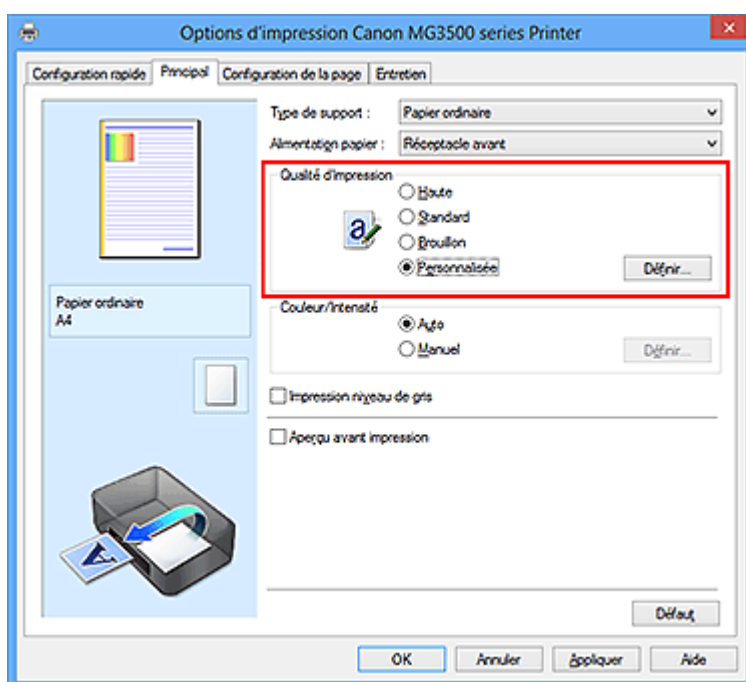 Options d'impression Canon MG3500 series Printer
Configuration rapide Principal Configuration de la page Entretien
Type de support : Papier ordinaire
Alimentation papier : Réceptacle avant
Qualité d'impression
Haute
Standard
Brouillon
Personnalisée Définir...
Papier ordinaire
A4
Couleur/Intensité
Auto
Manuel Définir...
Impression niveau de gris
Aperçu avant impression
Défaut
OK Annuler Appliquer Aide